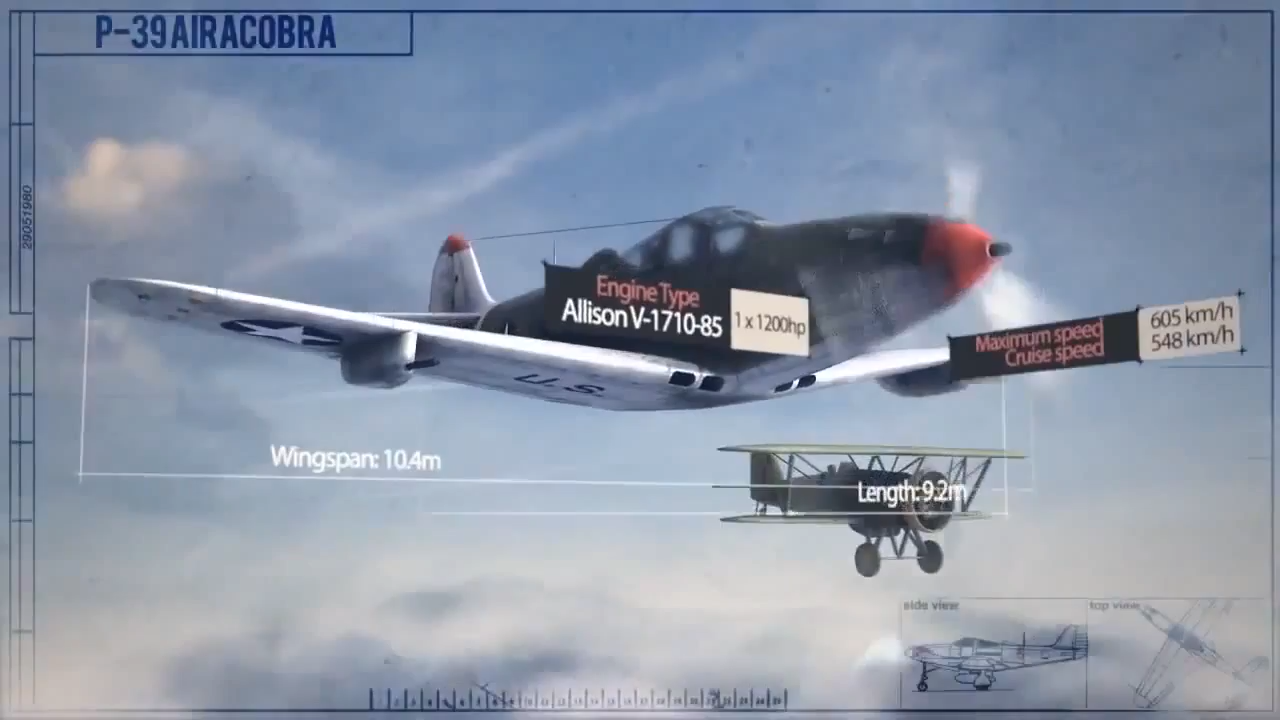 P-39 AIRACOBRA
29051980
Engine Type
Allison V-1710-85
1 x 1200hp
Maximum speed
Cruise speed
605 km/h
548 km/h
U.S.
Wingspan: 10.4m
Length: 9.2m
side view
top view